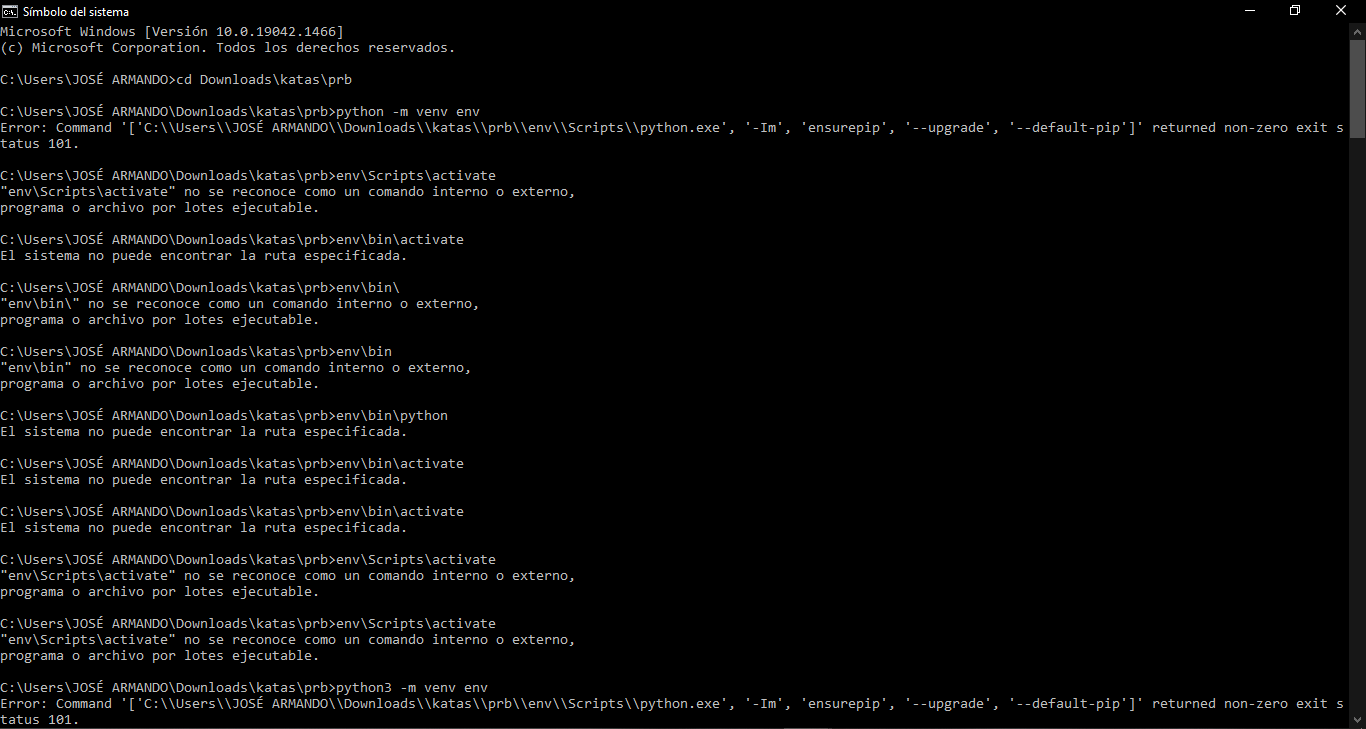 Símbolo del sistema
Microsoft Windows [Versión 10.0.19042.1466]
(c) Microsoft Corporation. Todos los derechos reservados.
C:\Users\JOSÉ ARMANDO>cd Downloads\katas\prb
C:\Users\JOSÉ ARMANDO\Downloads\katas\prb>python -m venv env
Error: Command '['C:\\Users\\JOSÉ ARMANDO\\Downloads\\katas\\prb\\env\\Scripts\\python.exe', '-Im', 'ensurepip', '--upgrade', '--default-pip']' returned non-zero exit s
tatus 101.
C:\Users\JOSÉ ARMANDO\Downloads\katas\prb>env\Scripts\activate
"env\Scripts\activate" no se reconoce como un comando interno o externo,
programa o archivo por lotes ejecutable.
C:\Users\JOSÉ ARMANDO\Downloads\katas\prb>env\bin\activate
El sistema no puede encontrar la ruta especificada.
C:\Users\JOSÉ ARMANDO\Downloads\katas\prb>env\bin\
"env\bin\" no se reconoce como un comando interno o externo,
programa o archivo por lotes ejecutable.
C:\Users\JOSÉ ARMANDO\Downloads\katas\prb>env\bin
"env\bin" no se reconoce como un comando interno o externo,
programa o archivo por lotes ejecutable.
C:\Users\JOSÉ ARMANDO\Downloads\katas\prb>env\bin\python
El sistema no puede encontrar la ruta especificada.
C:\Users\JOSÉ ARMANDO\Downloads\katas\prb>env\bin\activate
El sistema no puede encontrar la ruta especificada.
C:\Users\JOSÉ ARMANDO\Downloads\katas\prb>env\bin\activate
El sistema no puede encontrar la ruta especificada.
C:\Users\JOSÉ ARMANDO\Downloads\katas\prb>env\Scripts\activate
"env\Scripts\activate" no se reconoce como un comando interno o externo,
programa o archivo por lotes ejecutable.
C:\Users\JOSÉ ARMANDO\Downloads\katas\prb>env\Scripts\activate
"env\Scripts\activate" no se reconoce como un comando interno o externo,
programa o archivo por lotes ejecutable.
C:\Users\JOSÉ ARMANDO\Downloads\katas\prb>python3 -m venv env
Error: Command '['C:\\Users\\JOSÉ ARMANDO\\Downloads\\katas\\prb\\env\\Scripts\\python.exe', '-Im', 'ensurepip', '--upgrade', '--default-pip']' returned non-zero exit s
tatus 101.